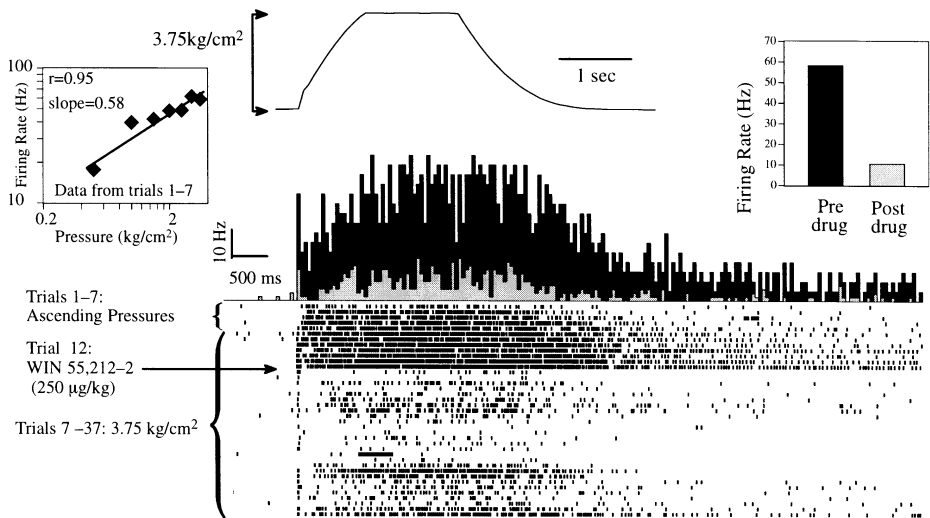 3.75kg/cm²
1 sec
100
10
Firing Rate (Hz)
r=0.95
slope=0.58
Data from trials 1–7
0.2
2
Pressure (kg/cm²)
70
60
50
40
30
20
10
0
Firing Rate (Hz)
Pre
drug
Post
drug
10 Hz
500 ms
Trials 1–7:
Ascending Pressures
Trial 12:
WIN 55,212–2
(250 µg/kg)
Trials 7 –37: 3.75 kg/cm²